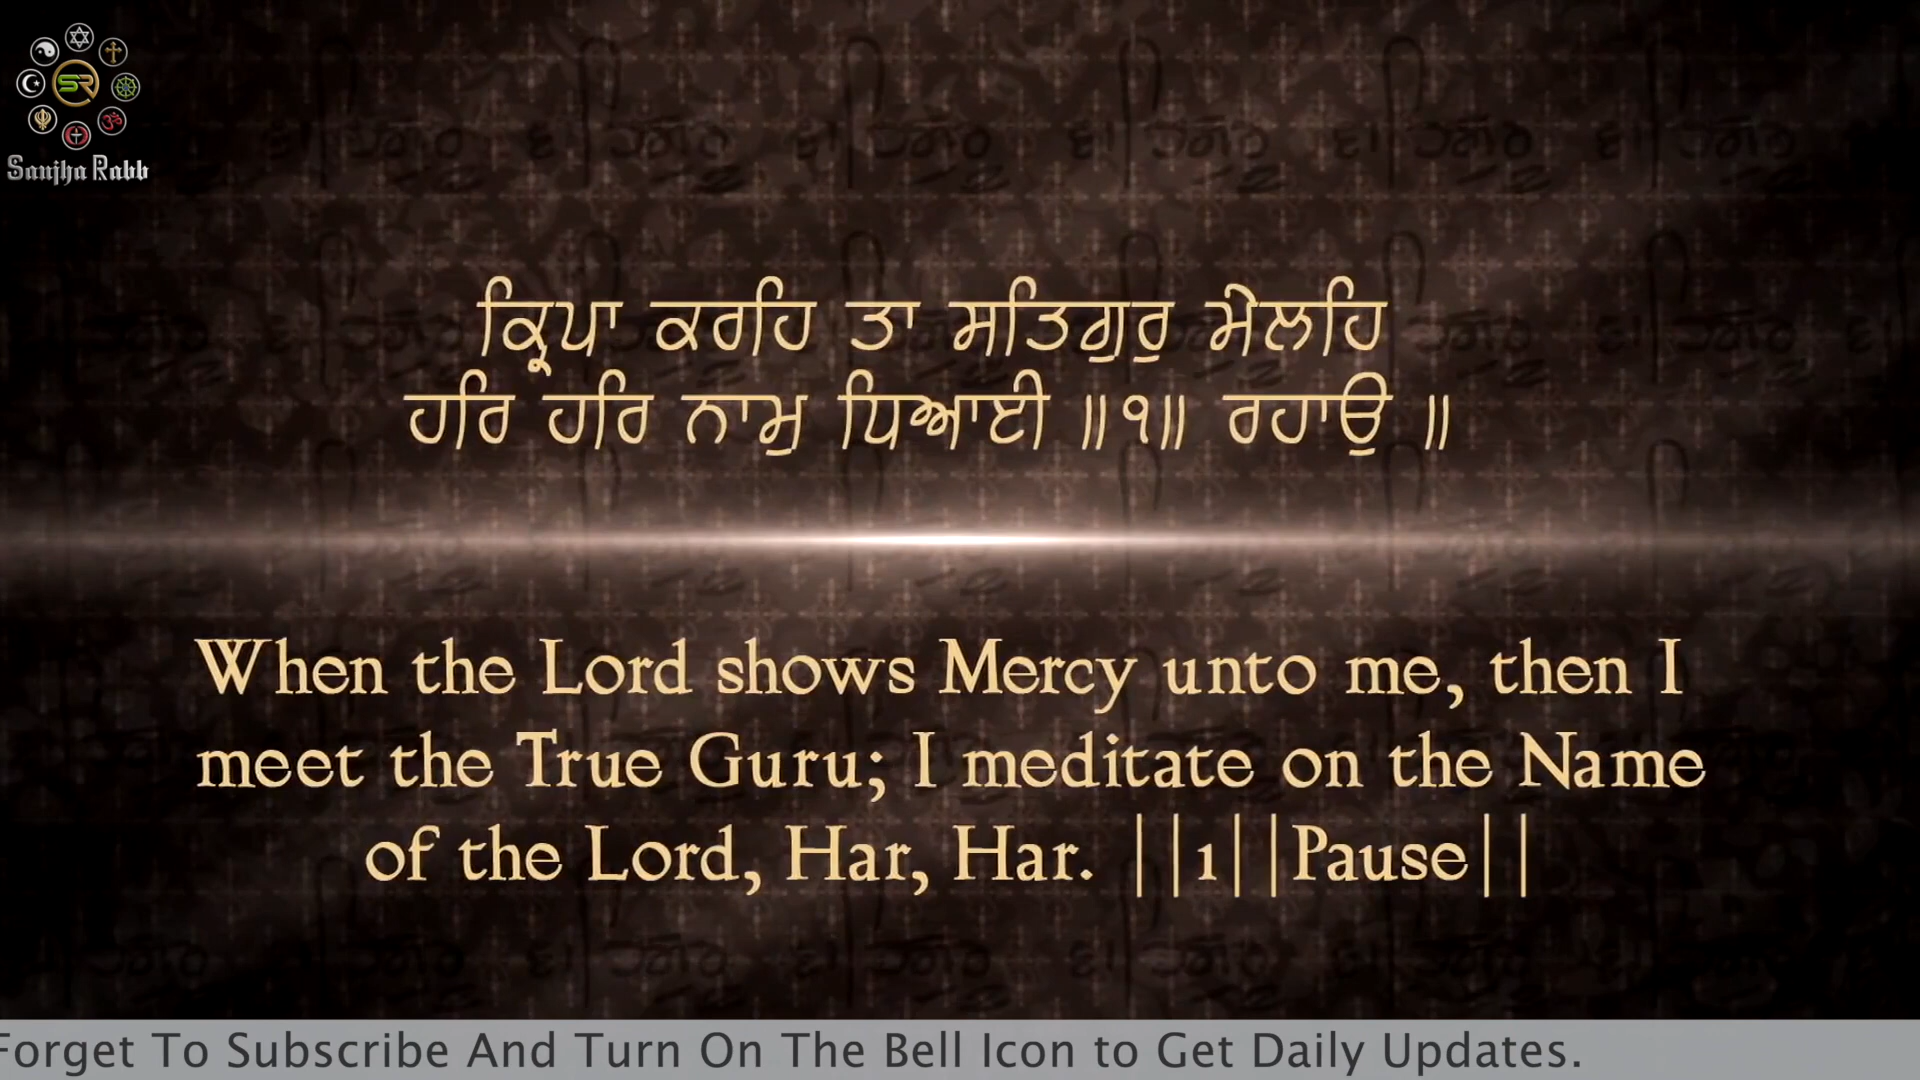 Sanjha Rabb
ਕ੍ਰਿਪਾ ਕਰਹਿ ਤਾ ਸਤਿਗੁਰੁ ਮੇਲਹਿ
ਹਰਿ ਹਰਿ ਨਾਮੁ ਧਿਆਈ ॥੧॥ ਰਹਾਉ ॥
When the Lord shows Mercy unto me, then I
meet the True Guru; I meditate on the Name
of the Lord, Har, Har. ||1||Pause||
Forget To Subscribe And Turn On The Bell Icon to Get Daily Updates.